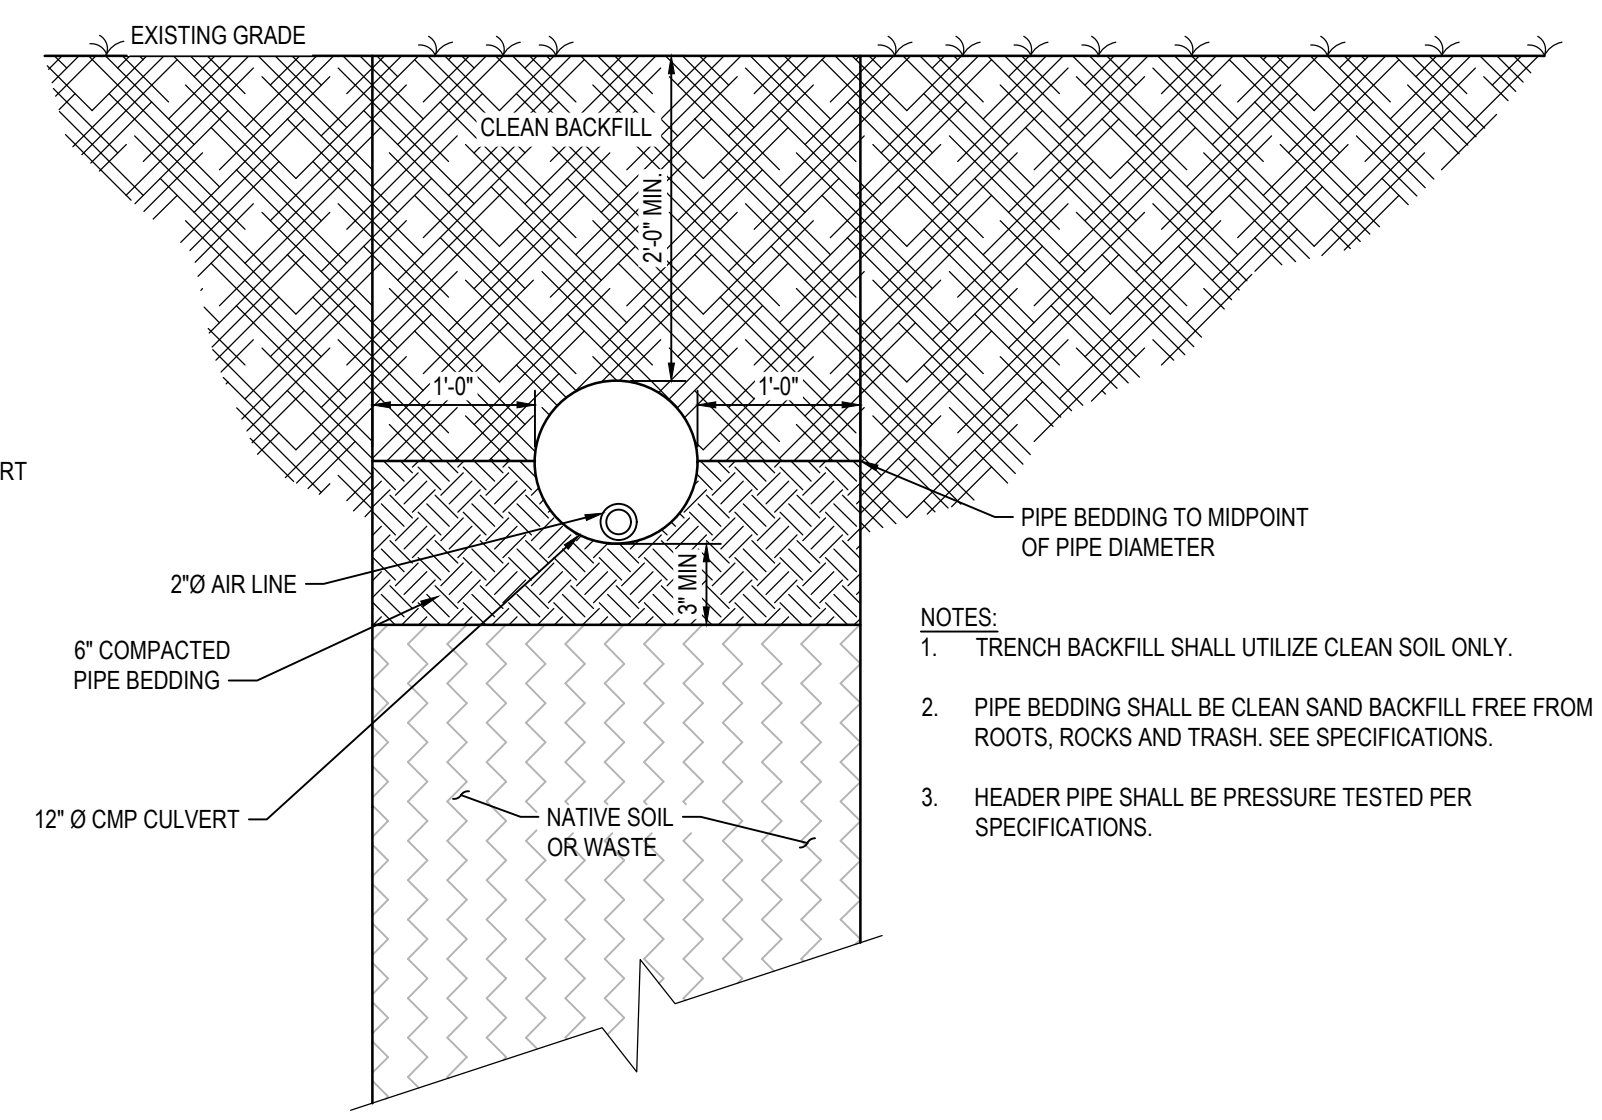 EXISTING GRADE
CLEAN BACKFILL
2'-0" MIN.
1'-0"
1'-0"
RT
PIPE BEDDING TO MIDPOINT
OF PIPE DIAMETER
2"Ø AIR LINE
3" MIN
6" COMPACTED
PIPE BEDDING
12" Ø CMP CULVERT
NATIVE SOIL
OR WASTE
NOTES:
1. TRENCH BACKFILL SHALL UTILIZE CLEAN SOIL ONLY.
2. PIPE BEDDING SHALL BE CLEAN SAND BACKFILL FREE FROM
ROOTS, ROCKS AND TRASH. SEE SPECIFICATIONS.
3. HEADER PIPE SHALL BE PRESSURE TESTED PER
SPECIFICATIONS.